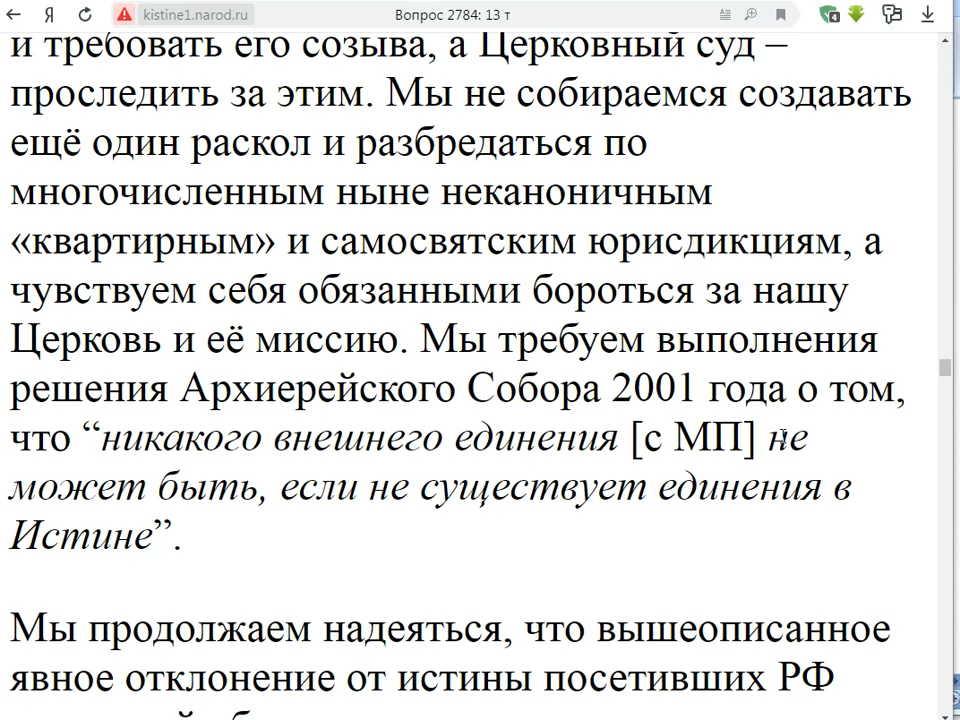 Я
kistine1.narod.ru
Вопрос 2784: 13 т
4
и требовать его созыва, а Церковный суд –
проследить за этим. Мы не собираемся создавать
ещё один раскол и разбредаться по
многочисленным ныне неканоничным
«квартирным» и самосвятским юрисдикциям, а
чувствуем себя обязанными бороться за нашу
Церковь и её миссию. Мы требуем выполнения
решения Архиерейского Собора 2001 года о том,
что “никакого внешнего единения [с МП] не
может быть, если не существует единения в
Истине”.
Мы продолжаем надеяться, что вышеописанное
явное отклонение от истины посетивших РФ